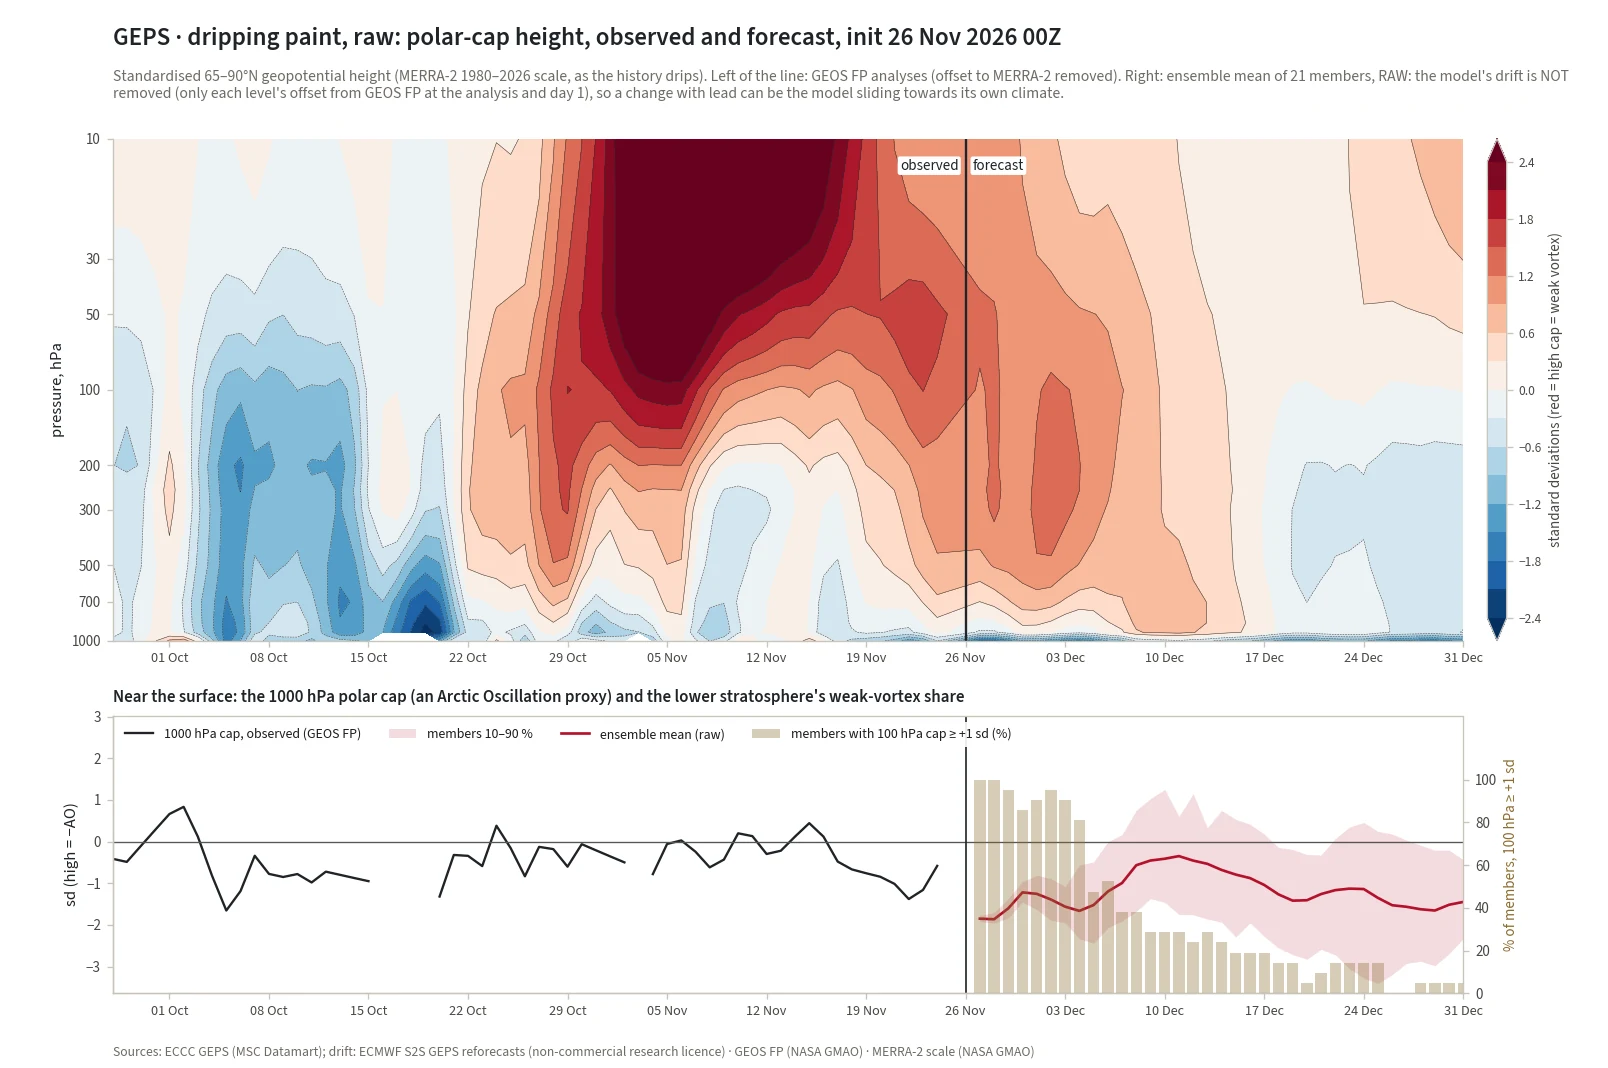 GEPS · dripping paint, raw: polar-cap height, observed and forecast, init 26 Nov 2026 00Z
Standardised 65–90°N geopotential height (MERRA-2 1980–2026 scale, as the history drips). Left of the line: GEOS FP analyses (offset to MERRA-2 removed). Right: ensemble mean of 21 members, RAW: the model's drift is NOT
removed (only each level's offset from GEOS FP at the analysis and day 1), so a change with lead can be the model sliding towards its own climate.
pressure, hPa
10
30
50
100
200
300
500
700
1000
observed
forecast
01 Oct
08 Oct
15 Oct
22 Oct
29 Oct
05 Nov
12 Nov
19 Nov
26 Nov
03 Dec
10 Dec
17 Dec
24 Dec
31 Dec
2.4
1.8
1.2
0.6
0.0
−0.6
−1.2
−1.8
−2.4
standard deviations (red = high cap = weak vortex)
Near the surface: the 1000 hPa polar cap (an Arctic Oscillation proxy) and the lower stratosphere's weak-vortex share
1000 hPa cap, observed (GEOS FP)
members 10–90 %
ensemble mean (raw)
members with 100 hPa cap ≥ +1 sd (%)
sd (high = −AO)
3
2
1
0
−1
−2
−3
100
80
60
40
20
0
% of members, 100 hPa ≥ +1 sd
01 Oct
08 Oct
15 Oct
22 Oct
29 Oct
05 Nov
12 Nov
19 Nov
26 Nov
03 Dec
10 Dec
17 Dec
24 Dec
31 Dec
Sources: ECCC GEPS (MSC Datamart); drift: ECMWF S2S GEPS reforecasts (non-commercial research licence) · GEOS FP (NASA GMAO) · MERRA-2 scale (NASA GMAO)